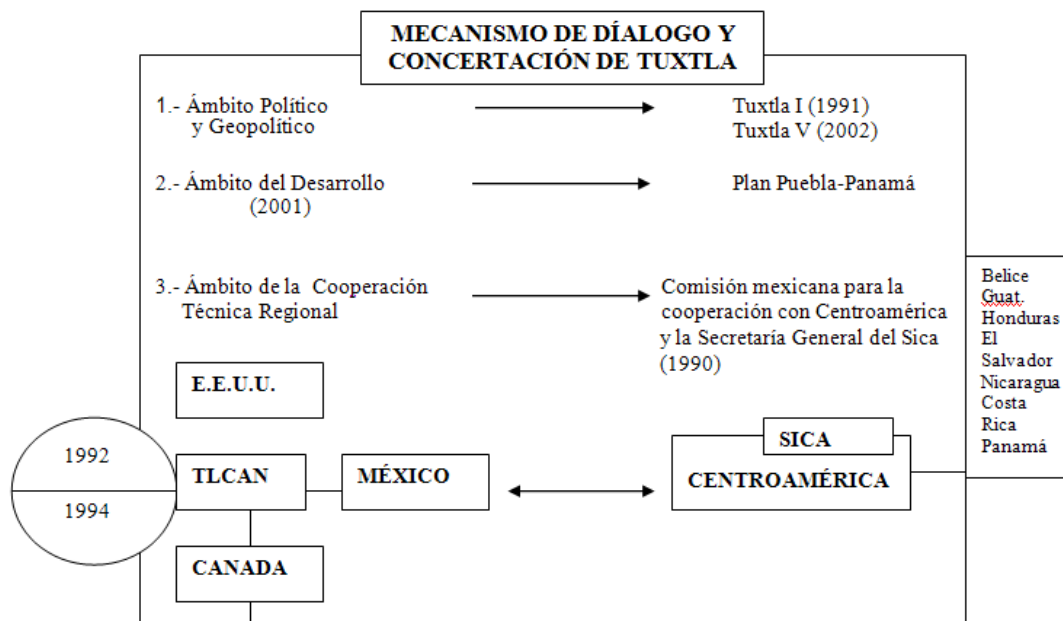 MECANISMO DE DÍALOGO Y
CONCERTACIÓN DE TUXTLA
1.- Ámbito Político
y Geopolítico
Tuxtla I (1991)
Tuxtla V (2002)
2.- Ámbito del Desarrollo
(2001)
Plan Puebla-Panamá
3.- Ámbito de la Cooperación
Técnica Regional
Comisión mexicana para la
cooperación con Centroamérica
y la Secretaría General del Sica
(1990)
Belice
Guat.
Honduras
El
Salvador
Nicaragua
Costa
Rica
Panamá
E.E.U.U.
1992
1994
TLCAN
MÉXICO
SICA
CENTROAMÉRICA
CANADA